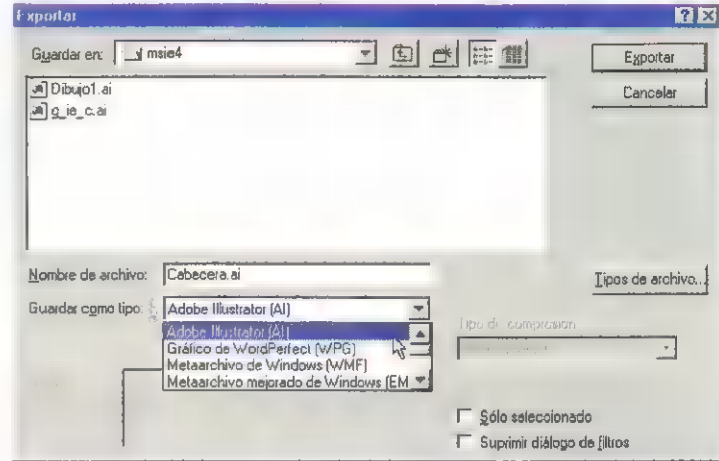 Exportar
Guardar en: msie4
Exportar
Cancelar
Dibujo1.ai
g_ie_c.ai
Nombre de archivo: Cabecera.ai
Tipos de archivo...
Guardar como tipo: Adobe Illustrator (AI)
Adobe Illustrator (AI)
Gráfico de WordPerfect (WPG)
Metaarchivo de Windows (WMF)
Metaarchivo mejorado de Windows (EM
Tipo de compresión
Sólo seleccionado
Suprimir diálogo de filtros